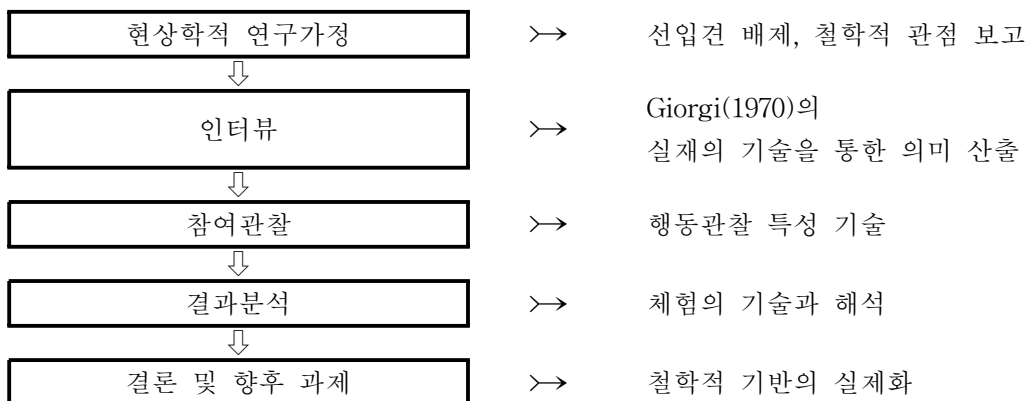 현상학적 연구가정 ↣ 선입견 배제, 철학적 관점 보고
⇩
인터뷰 ↣ Giorgi(1970)의
실재의 기술을 통한 의미 산출
⇩
참여관찰 ↣ 행동관찰 특성 기술
⇩
결과분석 ↣ 체험의 기술과 해석
⇩
결론 및 향후 과제 ↣ 철학적 기반의 실제화